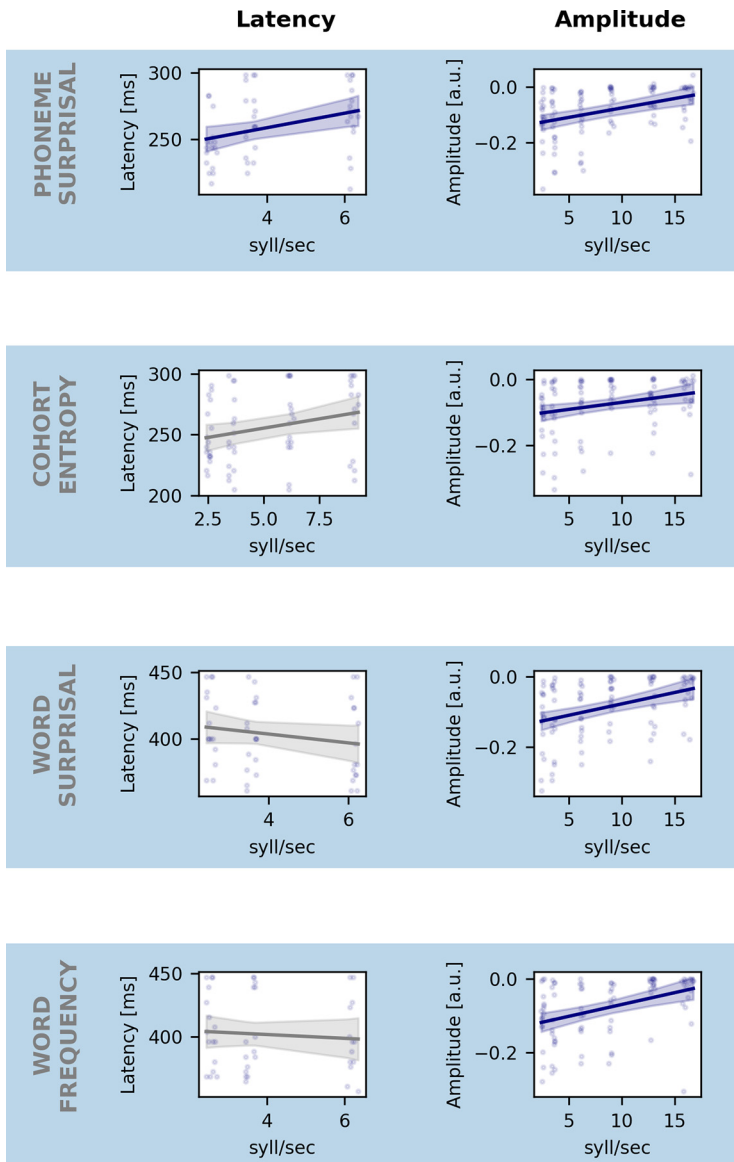 Latency
Amplitude
PHONEME
SURPRISAL
Latency [ms]
300
250
4
6
syll/sec
Amplitude [a.u.]
0.0
−0.2
5
10
15
syll/sec
COHORT
ENTROPY
Latency [ms]
300
250
200
2.5
5.0
7.5
syll/sec
Amplitude [a.u.]
0.0
−0.2
5
10
15
syll/sec
WORD
SURPRISAL
Latency [ms]
450
400
4
6
syll/sec
Amplitude [a.u.]
0.0
−0.2
5
10
15
syll/sec
WORD
FREQUENCY
Latency [ms]
450
400
4
6
syll/sec
Amplitude [a.u.]
0.0
−0.2
5
10
15
syll/sec